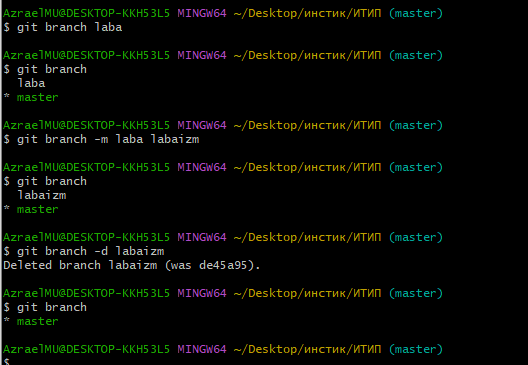 AzraelMU@DESKTOP-KKH53L5 MINGW64 ~/Desktop/инстик/ИТИП (master)
$ git branch laba
AzraelMU@DESKTOP-KKH53L5 MINGW64 ~/Desktop/инстик/ИТИП (master)
$ git branch
  laba
* master
AzraelMU@DESKTOP-KKH53L5 MINGW64 ~/Desktop/инстик/ИТИП (master)
$ git branch -m laba labaizm
AzraelMU@DESKTOP-KKH53L5 MINGW64 ~/Desktop/инстик/ИТИП (master)
$ git branch
  labaizm
* master
AzraelMU@DESKTOP-KKH53L5 MINGW64 ~/Desktop/инстик/ИТИП (master)
$ git branch -d labaizm
Deleted branch labaizm (was de45a95).
AzraelMU@DESKTOP-KKH53L5 MINGW64 ~/Desktop/инстик/ИТИП (master)
$ git branch
* master
AzraelMU@DESKTOP-KKH53L5 MINGW64 ~/Desktop/инстик/ИТИП (master)
$